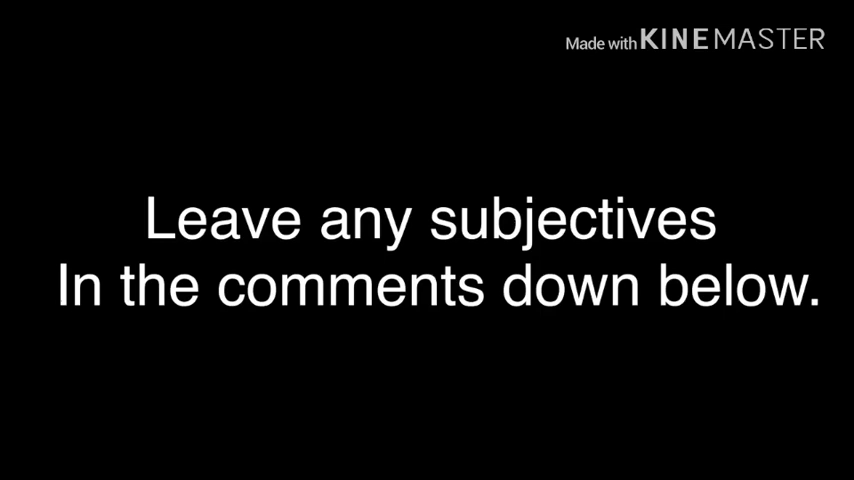 Made with KINEMASTER
Leave any subjectives
In the comments down below.